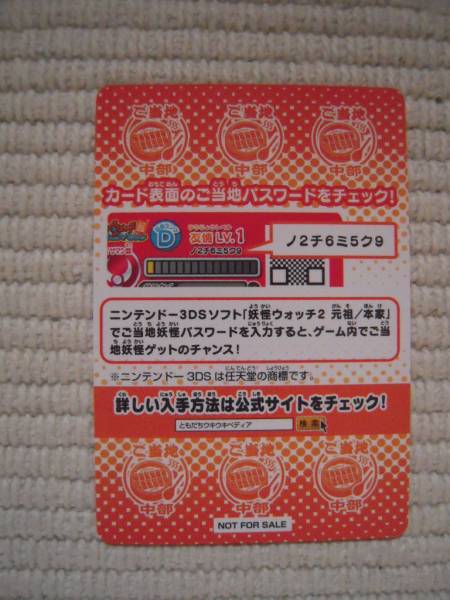 ご当地 ご当地 ご当地
中部 中部 中部
カード表面のご当地パスワードをチェック!
D 友情 LV. 1
ノ2チ6ミ5ク9
ノ2チ6ミ5ク9
ニンテンドー3DSソフト「妖怪ウォッチ2 元祖/本家」
でご当地妖怪パスワードを入力すると、ゲーム内でご当
地妖怪ゲットのチャンス!
※ニンテンドー3DSは任天堂の商標です。
詳しい入手方法は公式サイトをチェック!
ともだちウキウキペディア 検索
ご当地 ご当地 ご当地
中部 中部 中部
NOT FOR SALE